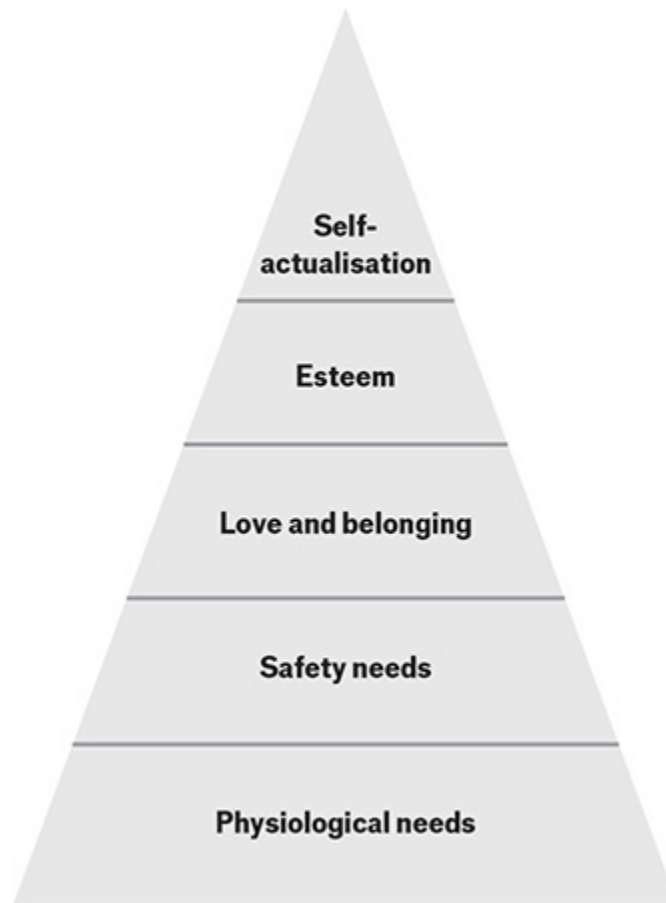 Self-
actualisation
Esteem
Love and belonging
Safety needs
Physiological needs